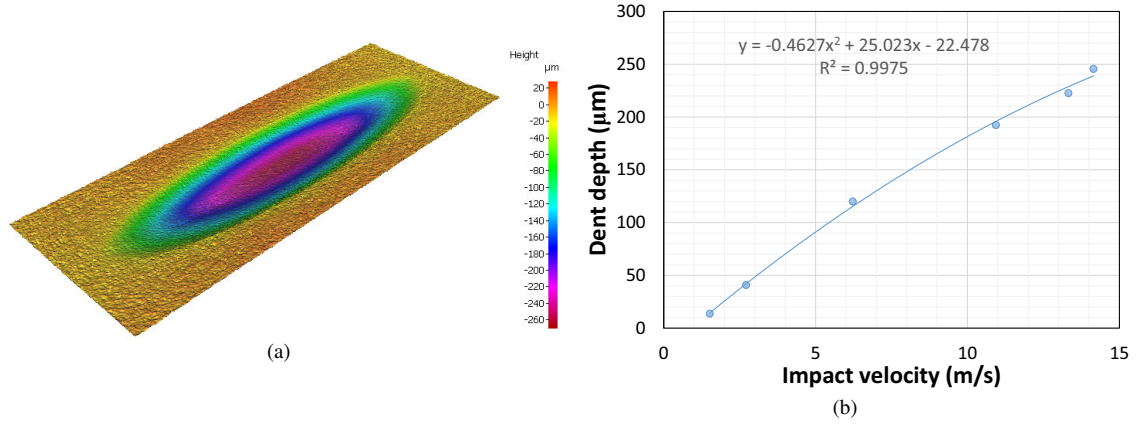 Height
µm
20
0
-20
-40
-60
-80
-100
-120
-140
-160
-180
-200
-220
-240
-260
(a)
300
250
200
150
100
50
0
Dent depth (µm)
y = -0.4627x² + 25.023x - 22.478
R² = 0.9975
0 5 10 15
Impact velocity (m/s)
(b)